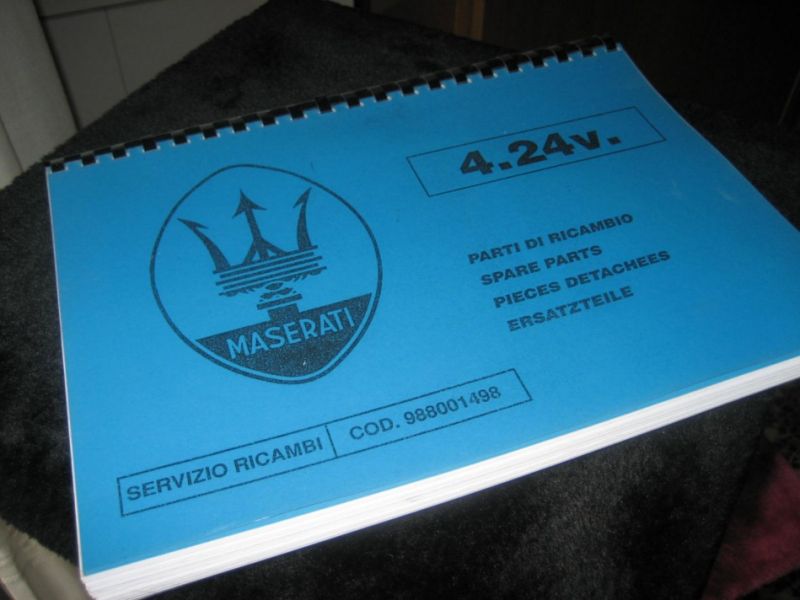 4.24v.
MASERATI
PARTI DI RICAMBIO
SPARE PARTS
PIECES DETACHEES
ERSATZTEILE
SERVIZIO RICAMBI
COD. 988001498